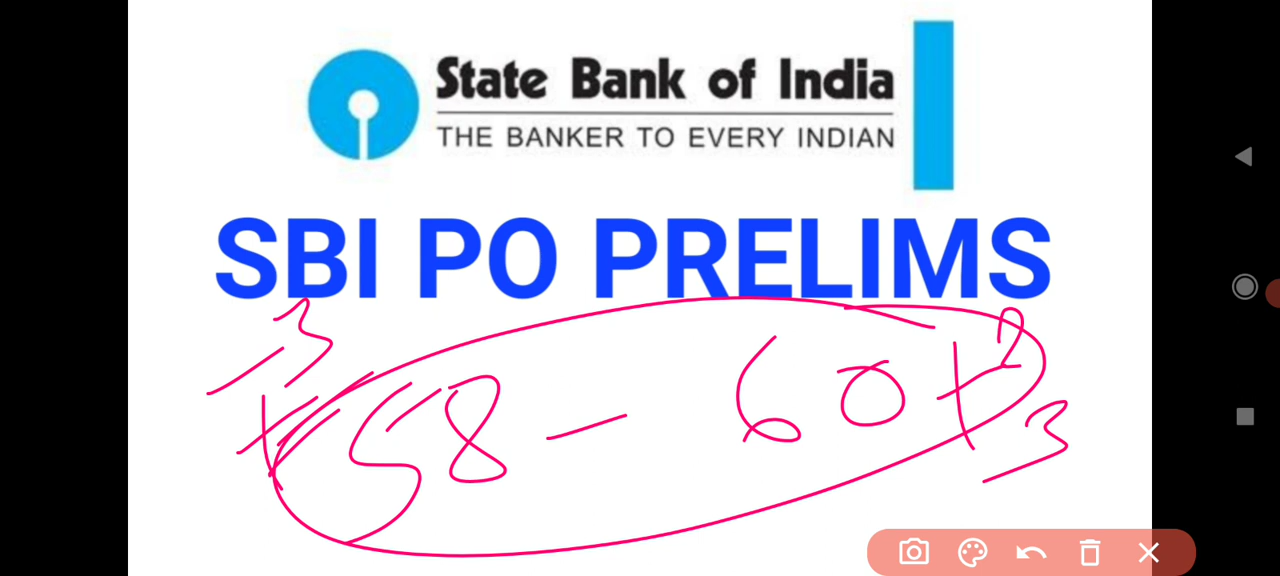 State Bank of India
THE BANKER TO EVERY INDIAN
SBI PO PRELIMS
58 - 60